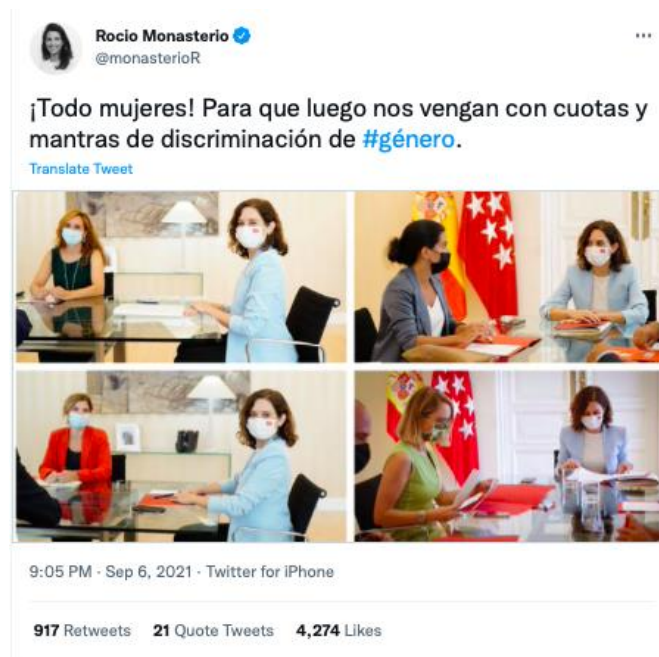 Rocio Monasterio
@monasterioR
¡Todo mujeres! Para que luego nos vengan con cuotas y
mantras de discriminación de #género.
Translate Tweet
9:05 PM · Sep 6, 2021 · Twitter for iPhone
917 Retweets 21 Quote Tweets 4,274 Likes